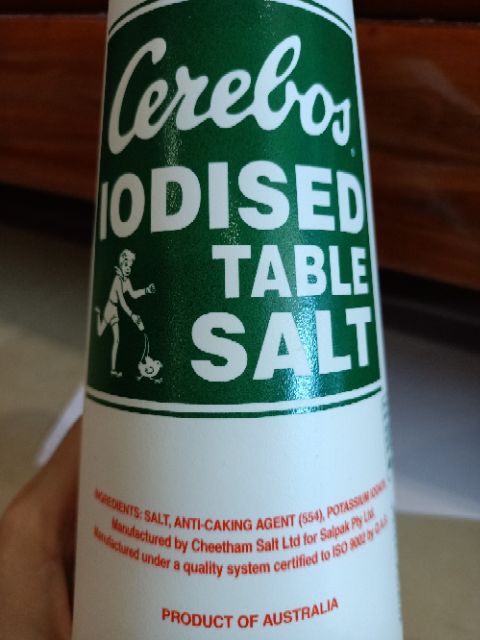 Cerebos
IODISED
TABLE
SALT
INGREDIENTS: SALT, ANTI-CAKING AGENT (554), POTASSIUM
Manufactured by Cheetham Salt Ltd for Salpak Pty. Ltd.
Manufactured under a quality system certified to ISO 9002 by Q.A.S.
PRODUCT OF AUSTRALIA